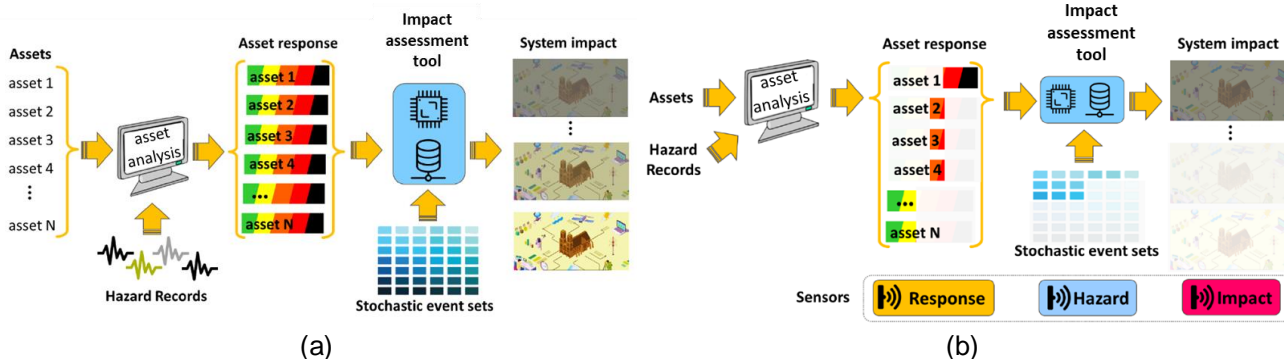 Assets
asset 1
asset 2
asset 3
asset 4
⋮
asset N
asset
analysis
Hazard Records
Asset response
asset 1
asset 2
asset 3
asset 4
...
asset N
Impact
assessment
tool
Stochastic event sets
System impact
⋮
(a)
Assets
Hazard
Records
asset
analysis
Asset response
asset 1
asset 2
asset 3
asset 4
...
asset N
Impact
assessment
tool
Stochastic event sets
System impact
⋮
Sensors
Response
Hazard
Impact
(b)